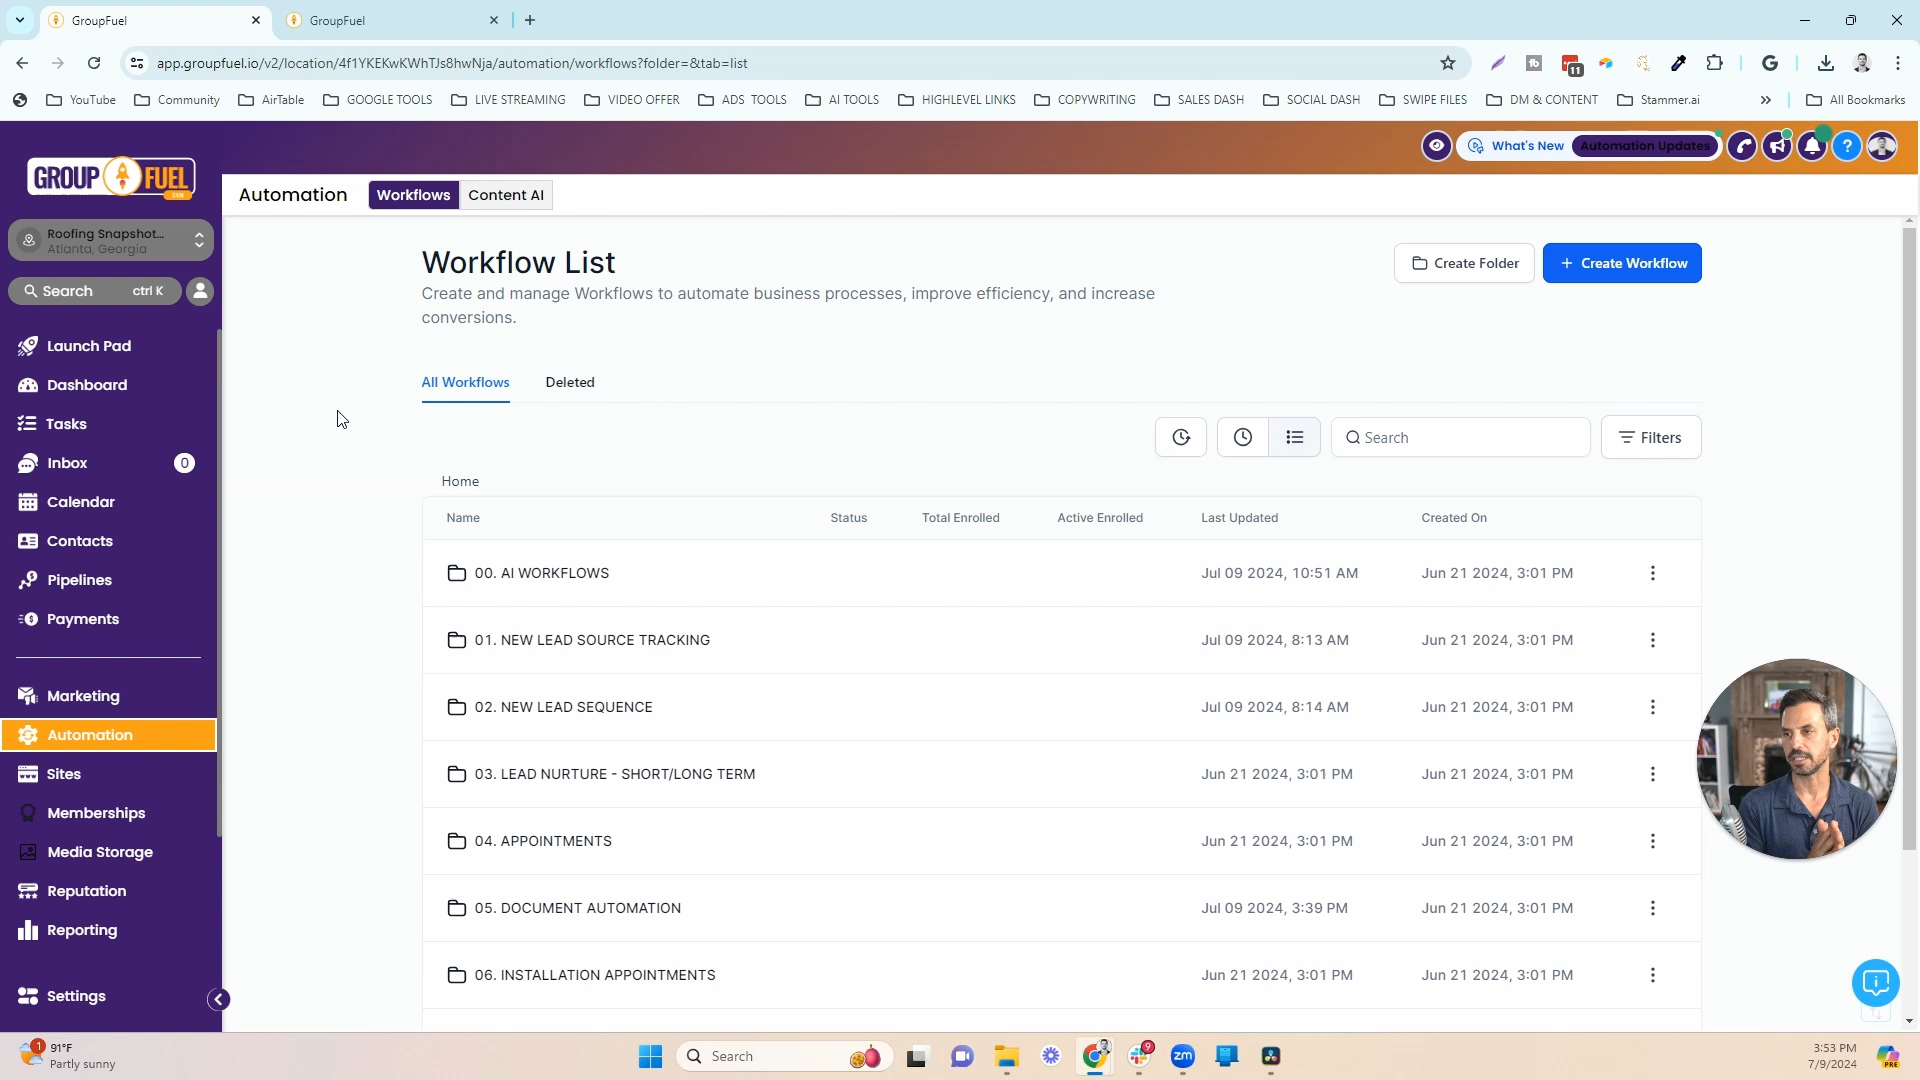 GroupFuel
GroupFuel
app.groupfuel.io/v2/location/4f1YKEKwKWhTJs8hwNja/automation/workflows?folder=&tab=list
11
YouTube
Community
AirTable
GOOGLE TOOLS
LIVE STREAMING
VIDEO OFFER
ADS TOOLS
AI TOOLS
HIGHLEVEL LINKS
COPYWRITING
SALES DASH
SOCIAL DASH
SWIPE FILES
DM & CONTENT
Stammer.ai
All Bookmarks
GROUP FUEL
What's New
Automation Updates
Automation
Workflows
Content AI
Roofing Snapshot...
Atlanta, Georgia
Search
ctrl K
Launch Pad
Dashboard
Tasks
Inbox
0
Calendar
Contacts
Pipelines
Payments
Marketing
Automation
Sites
Memberships
Media Storage
Reputation
Reporting
Settings
Workflow List
Create and manage Workflows to automate business processes, improve efficiency, and increase
conversions.
Create Folder
+ Create Workflow
All Workflows
Deleted
Search
Filters
Home
Name Status Total Enrolled Active Enrolled Last Updated Created On
00. AI WORKFLOWS Jul 09 2024, 10:51 AM Jun 21 2024, 3:01 PM
01. NEW LEAD SOURCE TRACKING Jul 09 2024, 8:13 AM Jun 21 2024, 3:01 PM
02. NEW LEAD SEQUENCE Jul 09 2024, 8:14 AM Jun 21 2024, 3:01 PM
03. LEAD NURTURE - SHORT/LONG TERM Jun 21 2024, 3:01 PM Jun 21 2024, 3:01 PM
04. APPOINTMENTS Jun 21 2024, 3:01 PM Jun 21 2024, 3:01 PM
05. DOCUMENT AUTOMATION Jul 09 2024, 3:39 PM Jun 21 2024, 3:01 PM
06. INSTALLATION APPOINTMENTS Jun 21 2024, 3:01 PM Jun 21 2024, 3:01 PM
1
91°F
Partly sunny
Search
9
zm
3:53 PM
7/9/2024
PRE